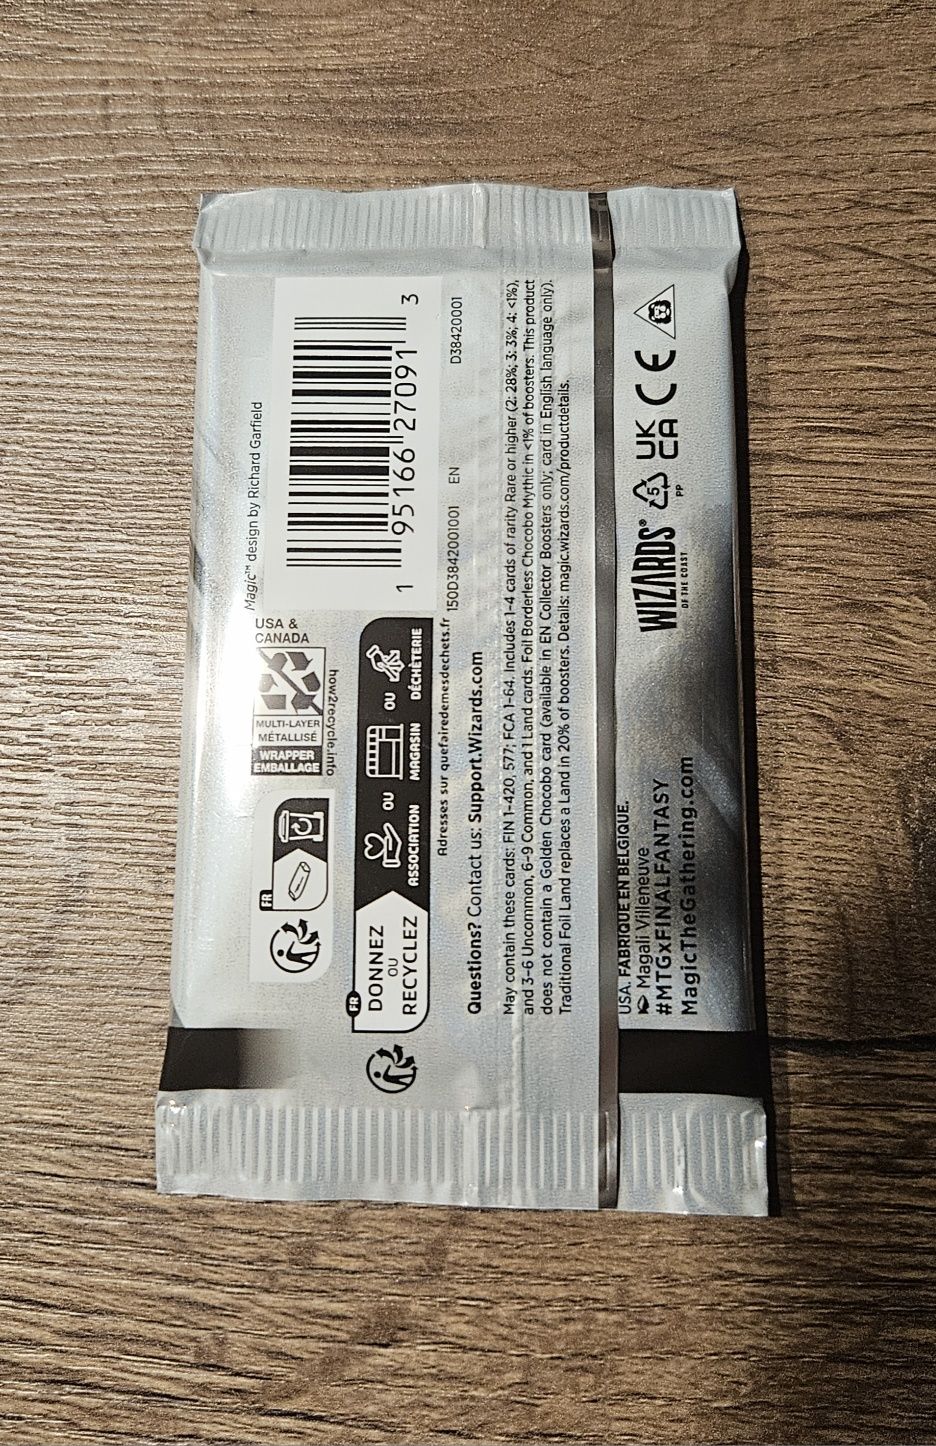 Magic™ design by Richard Garfield
1 95166 27091 3
USA &
CANADA
MULTI-LAYER
MÉTALLISÉ
WRAPPER
EMBALLAGE
how2recycle.info
FR
FR
DONNEZ
OU
RECYCLEZ
ASSOCIATION
OU
MAGASIN
OU
DÉCHÈTERIE
Adresses sur quefairedemesdechets.fr
150D3842001001 EN D38420001
Questions? Contact us: Support.Wizards.com
May contain these cards: FIN 1-420, 577; FCA 1-64. Includes 1-4 cards of rarity Rare or higher (2: 28%; 3: 3%; 4: <1%),
and 3-6 Uncommon, 6-9 Common, and 1 Land cards. Foil Borderless Chocobo Mythic in <1% of boosters. This product
does not contain a Golden Chocobo card (available in EN Collector Boosters only; card in English language only).
Traditional Foil Land replaces a Land in 20% of boosters. Details: magic.wizards.com/productdetails.
USA. FABRIQUE EN BELGIQUE.
Magali Villeneuve
#MTGxFINALFANTASY
MagicTheGathering.com
WIZARDS®
OF THE COAST
5
PP
UK
CA
CE